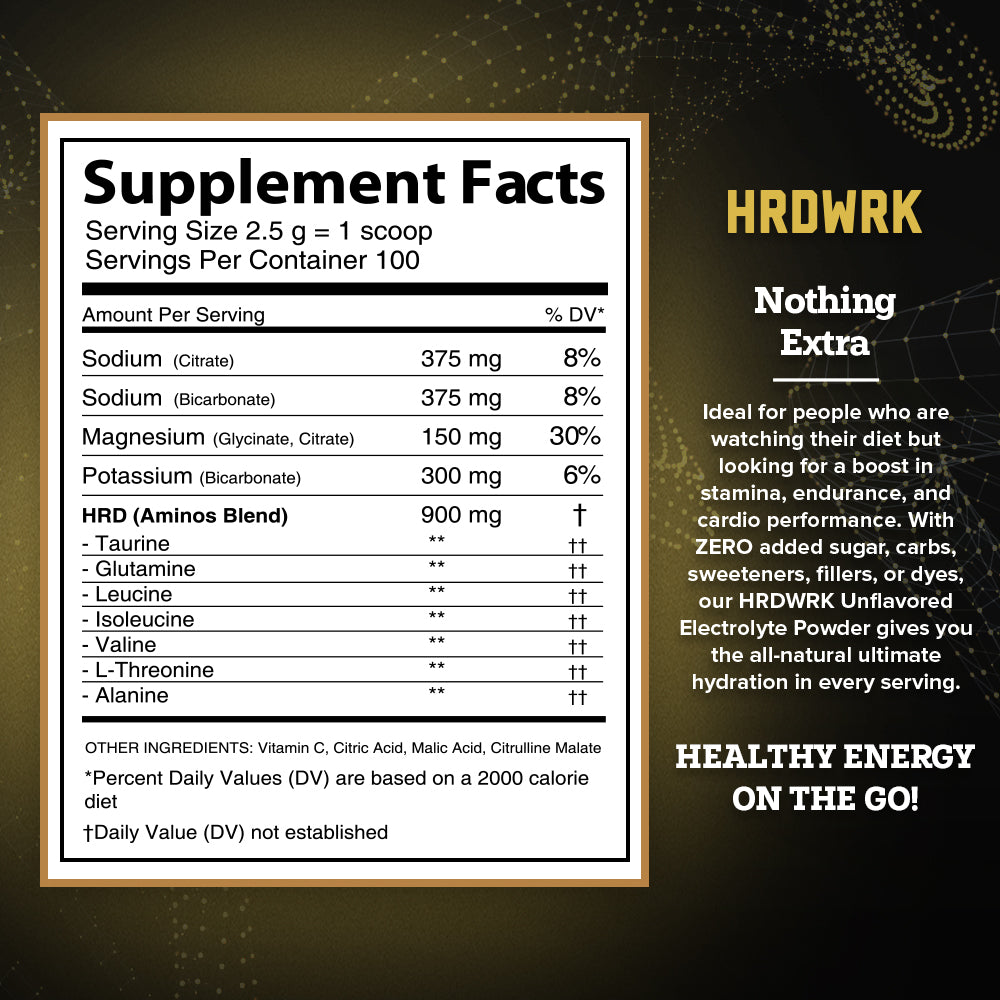 Supplement Facts
Serving Size 2.5 g = 1 scoop
Servings Per Container 100
Amount Per Serving % DV*
Sodium (Citrate) 375 mg 8%
Sodium (Bicarbonate) 375 mg 8%
Magnesium (Glycinate, Citrate) 150 mg 30%
Potassium (Bicarbonate) 300 mg 6%
HRD (Aminos Blend) 900 mg †
- Taurine ** ††
- Glutamine ** ††
- Leucine ** ††
- Isoleucine ** ††
- Valine ** ††
- L-Threonine ** ††
- Alanine ** ††
OTHER INGREDIENTS: Vitamin C, Citric Acid, Malic Acid, Citrulline Malate
*Percent Daily Values (DV) are based on a 2000 calorie
diet
†Daily Value (DV) not established
HRDWRK
Nothing
Extra
Ideal for people who are
watching their diet but
looking for a boost in
stamina, endurance, and
cardio performance. With
ZERO added sugar, carbs,
sweeteners, fillers, or dyes,
our HRDWRK Unflavored
Electrolyte Powder gives you
the all-natural ultimate
hydration in every serving.
HEALTHY ENERGY
ON THE GO!